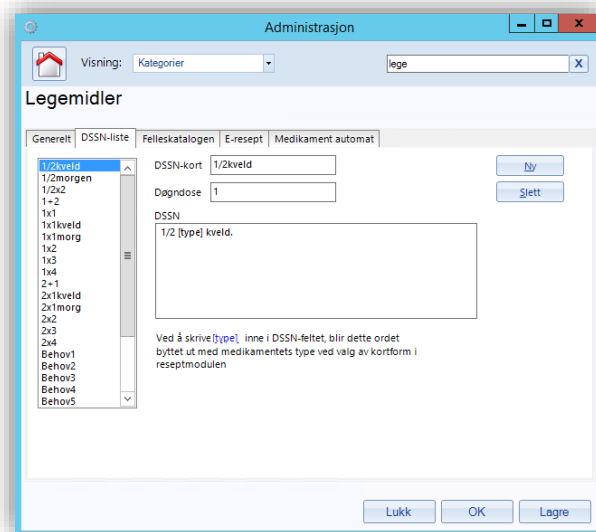 Administrasjon
Visning: Kategorier lege X
Legemidler
Generelt DSSN-liste Felleskatalogen E-resept Medikament automat
1/2kveld
1/2morgen
1/2x2
1+2
1x1
1x1kveld
1x1morg
1x2
1x3
1x4
2+1
2x1kveld
2x1morg
2x2
2x3
2x4
Behov1
Behov2
Behov3
Behov4
Behov5
DSSN-kort 1/2kveld
Døgndose 1
DSSN
1/2 [type] kveld.
Ved å skrive [type], inne i DSSN-feltet, blir dette ordet
byttet ut med medikamentets type ved valg av kortform i
reseptmodulen
Ny
Slett
Lukk OK Lagre